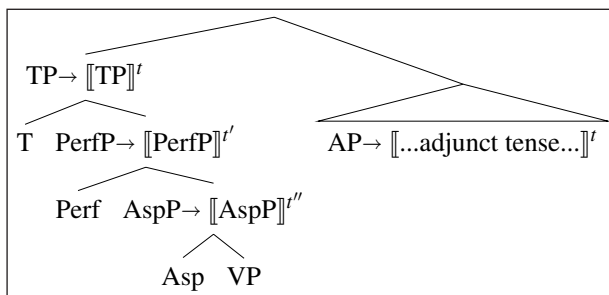 TP→ ⟦TP⟧ᵗ
T PerfP→ ⟦PerfP⟧ᵗ′ AP→ ⟦...adjunct tense...⟧ᵗ
Perf AspP→ ⟦AspP⟧ᵗ″
Asp VP